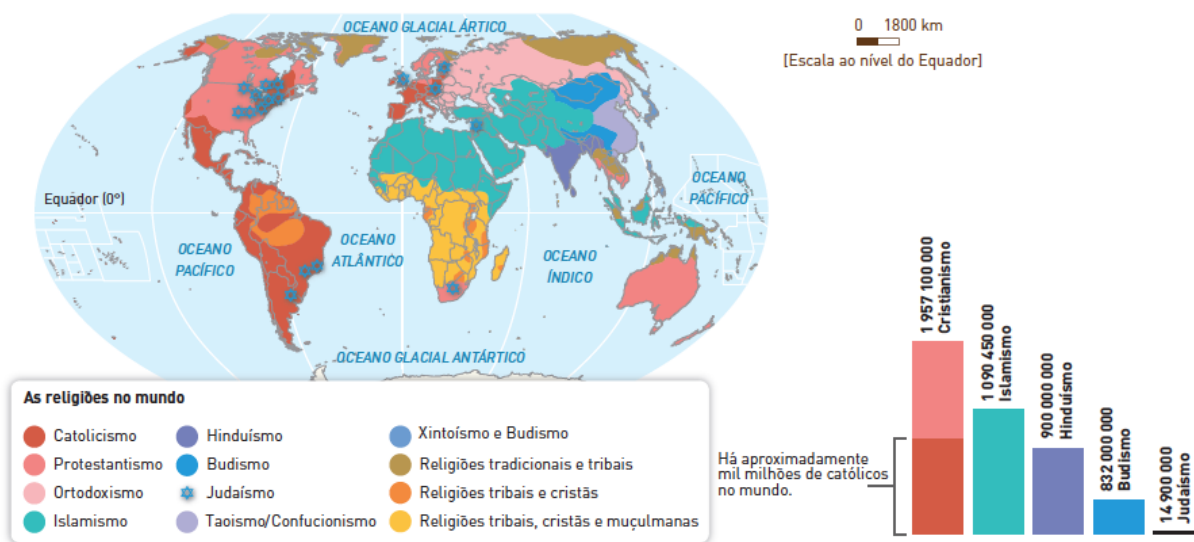 OCEANO GLACIAL ÁRTICO
0 1800 km
[Escala ao nível do Equador]
Equador (0º)
OCEANO
PACÍFICO
OCEANO
PACÍFICO
OCEANO
ATLÂNTICO
OCEANO
ÍNDICO
OCEANO GLACIAL ANTÁRTICO
As religiões no mundo
Catolicismo
Protestantismo
Ortodoxismo
Islamismo
Hinduísmo
Budismo
Judaísmo
Taoismo/Confucionismo
Xintoísmo e Budismo
Religiões tradicionais e tribais
Religiões tribais e cristãs
Religiões tribais, cristãs e muçulmanas
Há aproximadamente
mil milhões de católicos
no mundo.
1 957 100 000
Cristianismo
1 090 450 000
Islamismo
900 000 000
Hinduísmo
832 000 000
Budismo
14 900 000
Judaísmo